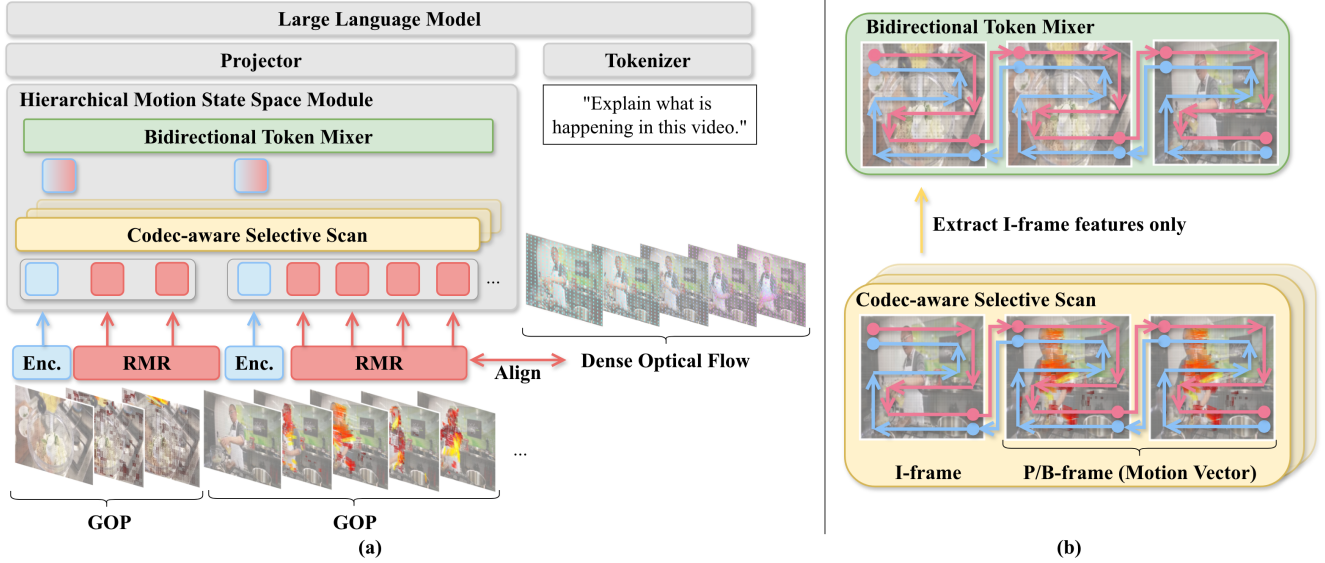 Large Language Model
Projector
Tokenizer
Hierarchical Motion State Space Module
"Explain what is
happening in this video."
Bidirectional Token Mixer
Codec-aware Selective Scan
...
Enc.
RMR
Enc.
RMR
Align
Dense Optical Flow
...
GOP
GOP
(a)
Bidirectional Token Mixer
Extract I-frame features only
Codec-aware Selective Scan
I-frame
P/B-frame (Motion Vector)
(b)